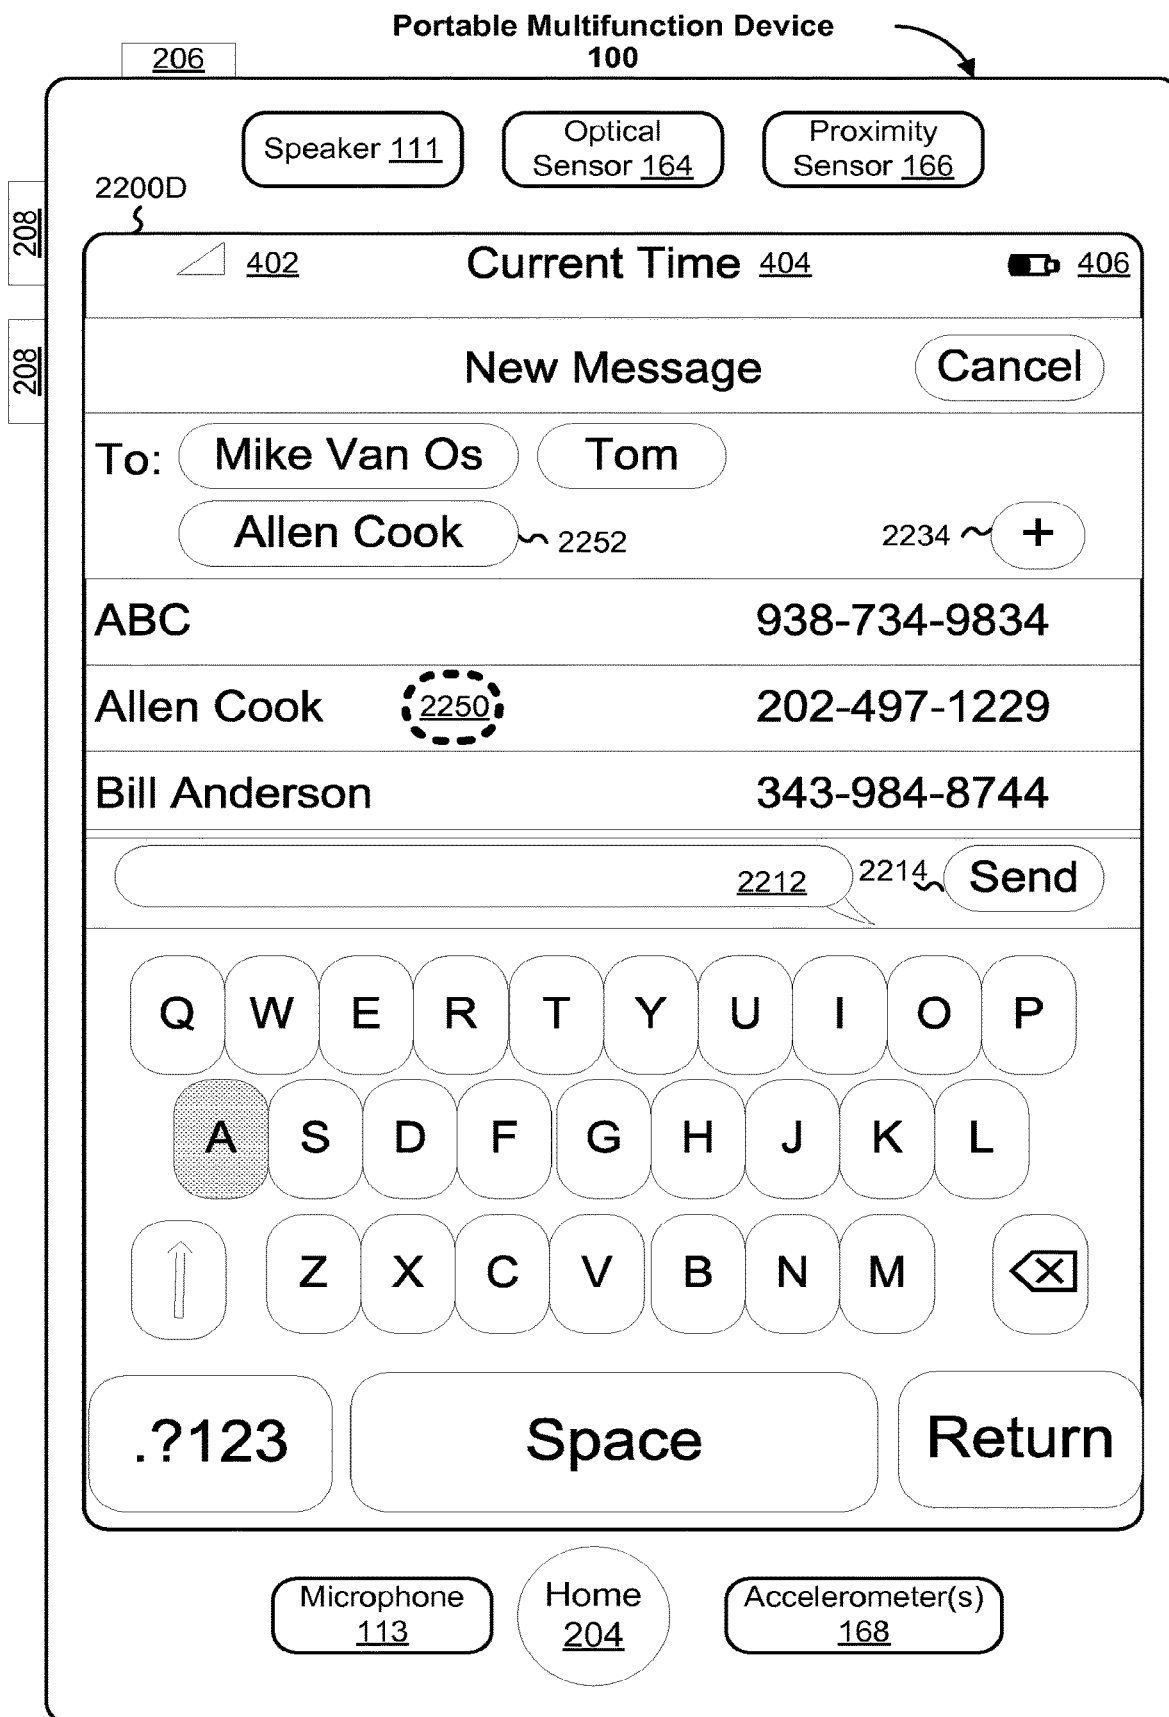 Portable Multifunction Device
100
206
Speaker 111
Optical
Sensor 164
Proximity
Sensor 166
2200D
208
208
402 Current Time 404 406
New Message Cancel
To: Mike Van Os Tom
Allen Cook 2252 2234 +
ABC 938-734-9834
Allen Cook 2250 202-497-1229
Bill Anderson 343-984-8744
2212 2214 Send
Q W E R T Y U I O P
A S D F G H J K L
Z X C V B N M
.?123 Space Return
Microphone
113
Home
204
Accelerometer(s)
168